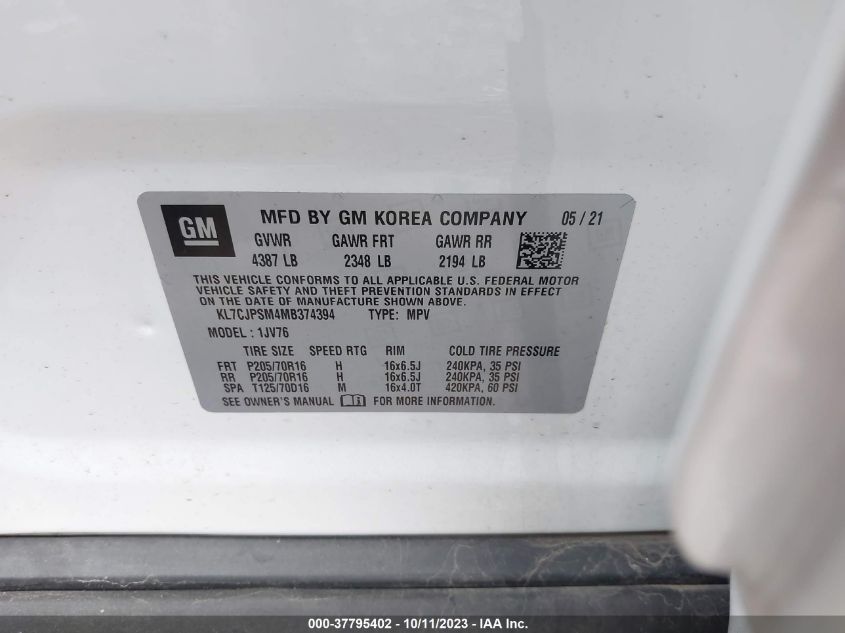 GM
MFD BY GM KOREA COMPANY 05 / 21
GVWR GAWR FRT GAWR RR
4387 LB 2348 LB 2194 LB
THIS VEHICLE CONFORMS TO ALL APPLICABLE U.S. FEDERAL MOTOR
VEHICLE SAFETY AND THEFT PREVENTION STANDARDS IN EFFECT
ON THE DATE OF MANUFACTURE SHOWN ABOVE.
KL7CJPSM4MB374394 TYPE: MPV
MODEL : 1JV76
TIRE SIZE SPEED RTG RIM COLD TIRE PRESSURE
FRT P205/70R16 H 16x6.5J 240KPA, 35 PSI
RR P205/70R16 H 16x6.5J 240KPA, 35 PSI
SPA T125/70D16 M 16x4.0T 420KPA, 60 PSI
SEE OWNER'S MANUAL FOR MORE INFORMATION.
000-37795402 - 10/11/2023 - IAA Inc.